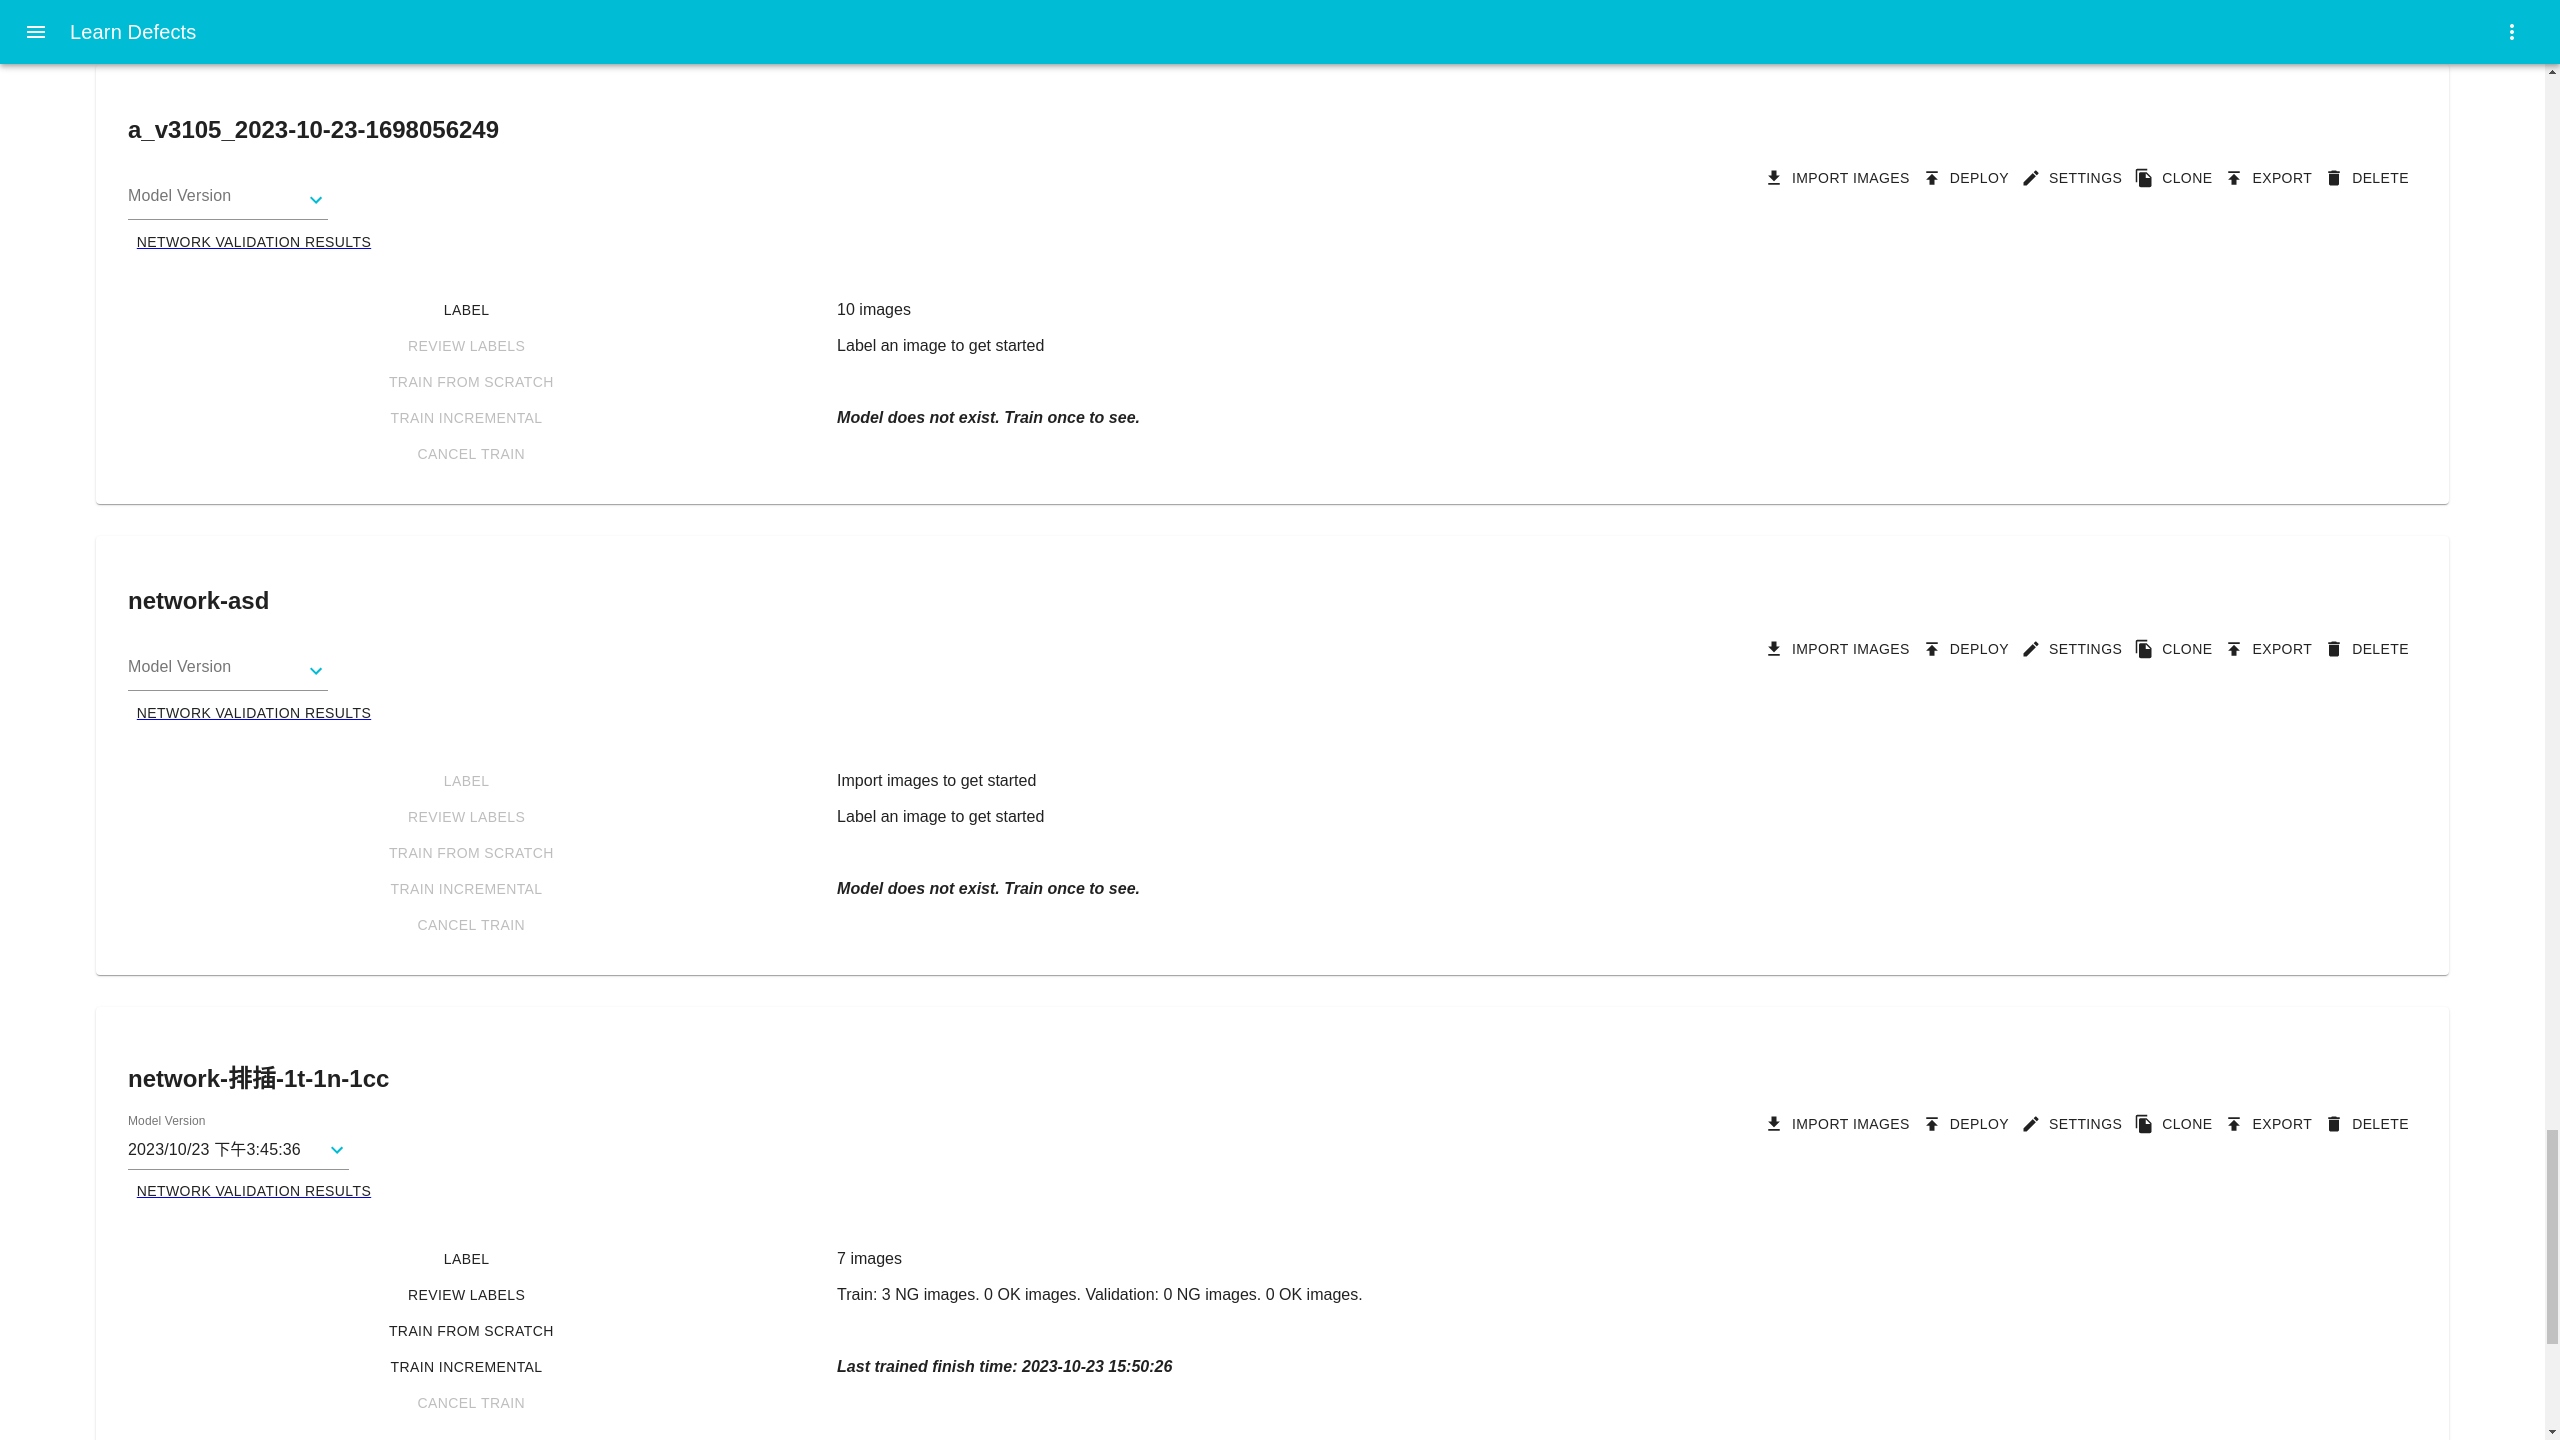 Learn Defects
a_v3105_2023-10-23-1698056249
Model Version
IMPORT IMAGES DEPLOY SETTINGS CLONE EXPORT DELETE
NETWORK VALIDATION RESULTS
LABEL 10 images
REVIEW LABELS Label an image to get started
TRAIN FROM SCRATCH
TRAIN INCREMENTAL Model does not exist. Train once to see.
CANCEL TRAIN
network-asd
Model Version
IMPORT IMAGES DEPLOY SETTINGS CLONE EXPORT DELETE
NETWORK VALIDATION RESULTS
LABEL Import images to get started
REVIEW LABELS Label an image to get started
TRAIN FROM SCRATCH
TRAIN INCREMENTAL Model does not exist. Train once to see.
CANCEL TRAIN
network-排插-1t-1n-1cc
Model Version
IMPORT IMAGES DEPLOY SETTINGS CLONE EXPORT DELETE
2023/10/23 下午3:45:36
NETWORK VALIDATION RESULTS
LABEL 7 images
REVIEW LABELS Train: 3 NG images. 0 OK images. Validation: 0 NG images. 0 OK images.
TRAIN FROM SCRATCH
TRAIN INCREMENTAL Last trained finish time: 2023-10-23 15:50:26
CANCEL TRAIN